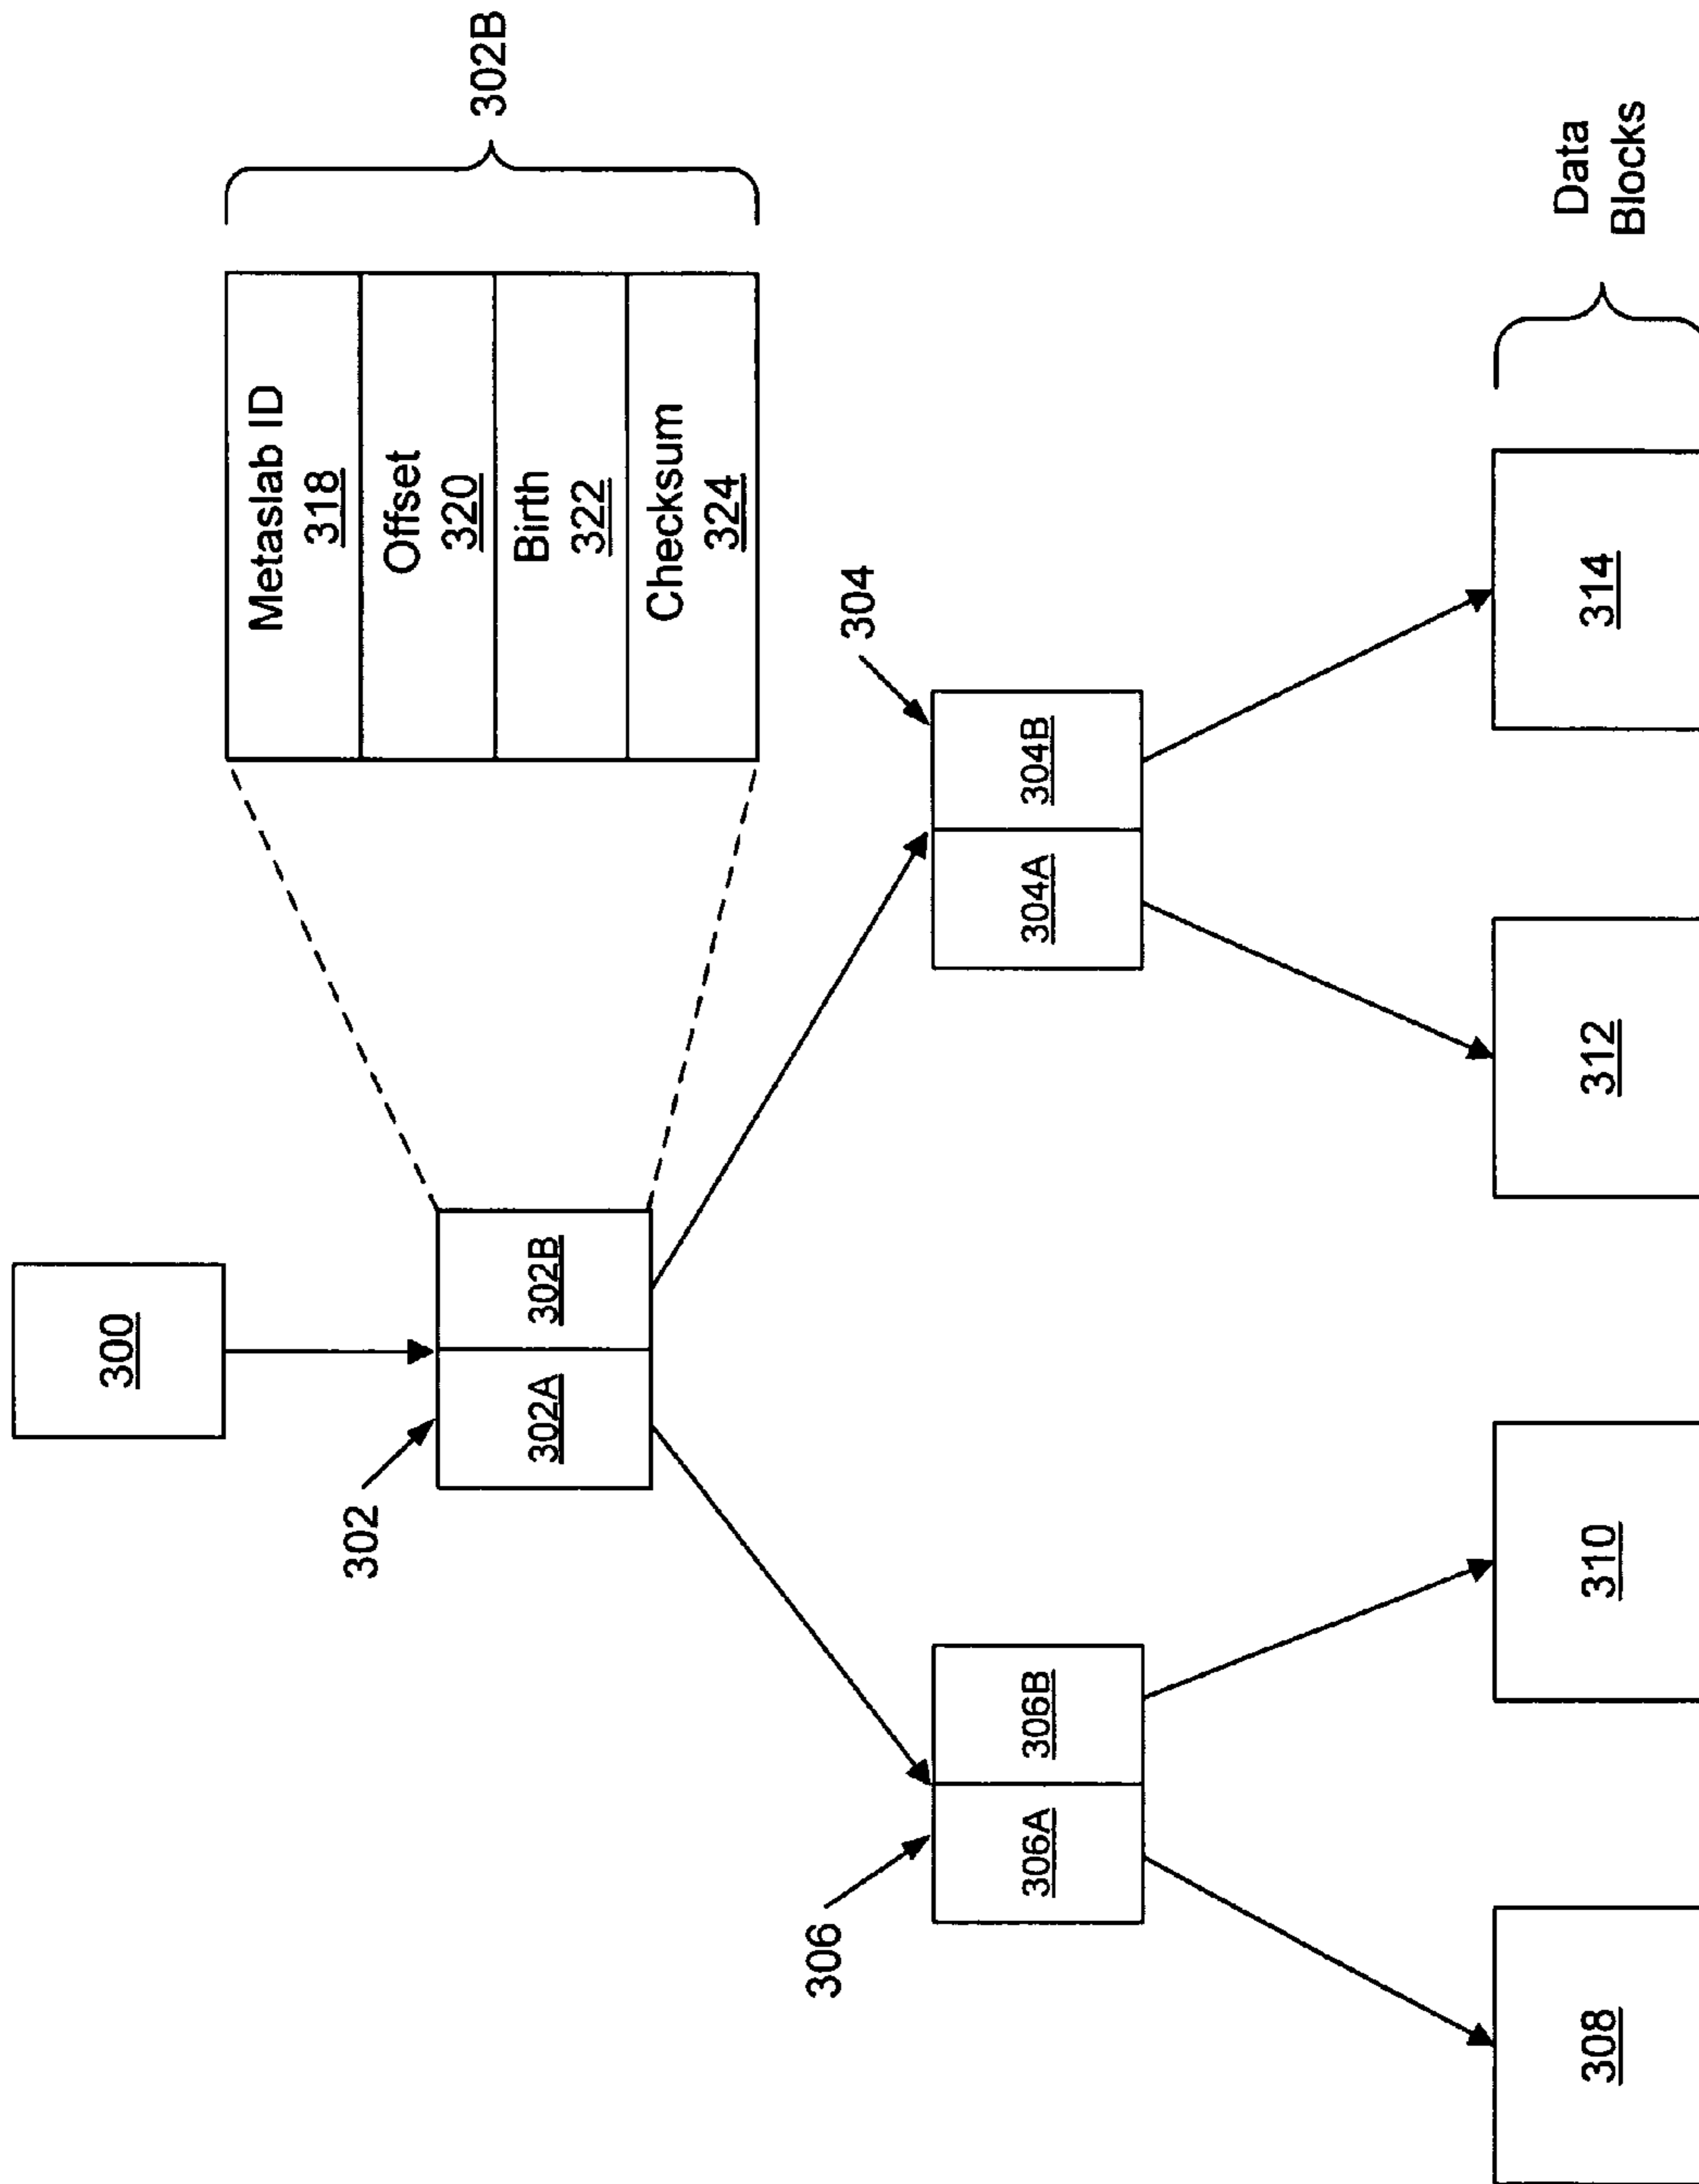 300
302
302A
302B
Metaslab ID
318
Offset
320
Birth
322
Checksum
324
302B
306
306A
306B
304
304A
304B
308
310
312
314
Data
Blocks